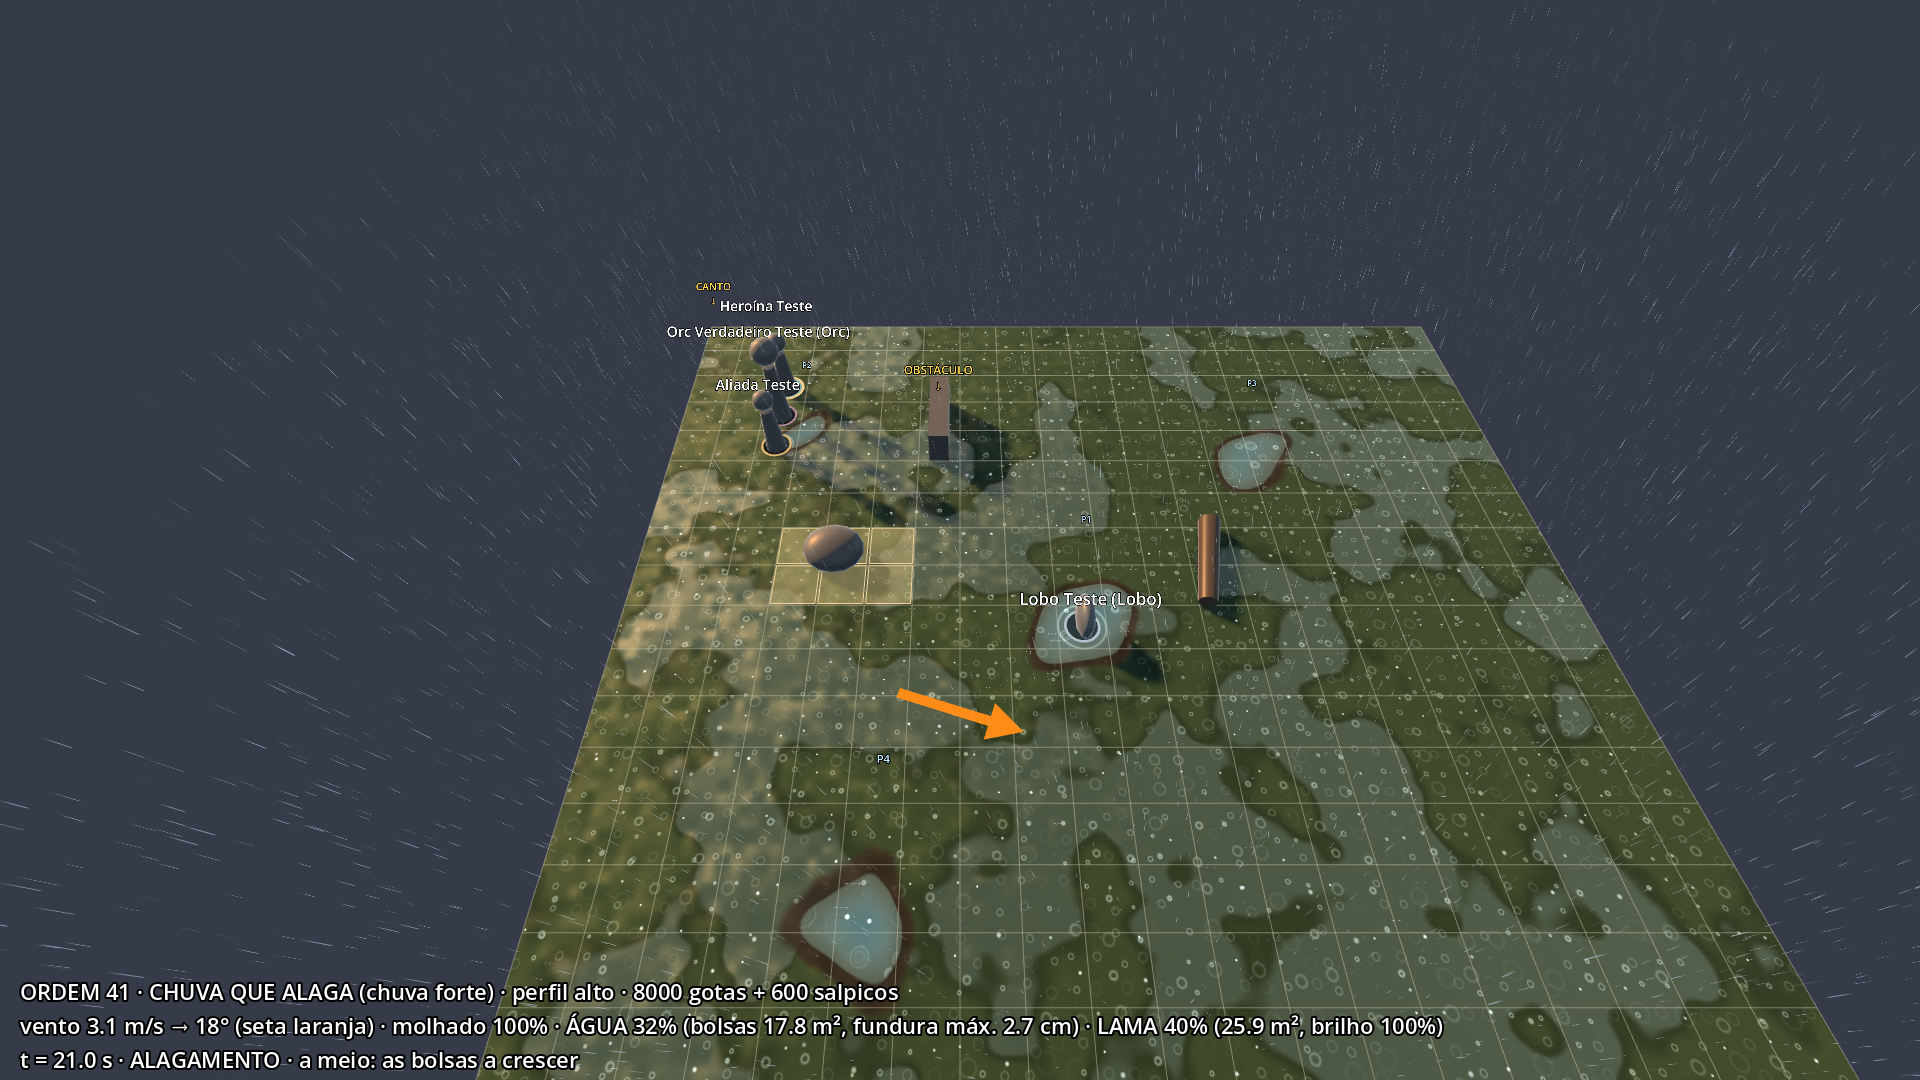 CANTO
Heroína Teste
Orc Verdadeiro Teste (Orc)
P2
OBSTÁCULO
Aliada Teste
P3
P1
Lobo Teste (Lobo)
P4
ORDEM 41 · CHUVA QUE ALAGA (chuva forte) · perfil alto · 8000 gotas + 600 salpicos
vento 3.1 m/s → 18° (seta laranja) · molhado 100% · ÁGUA 32% (bolsas 17.8 m², fundura máx. 2.7 cm) · LAMA 40% (25.9 m², brilho 100%)
t = 21.0 s · ALAGAMENTO · a meio: as bolsas a crescer